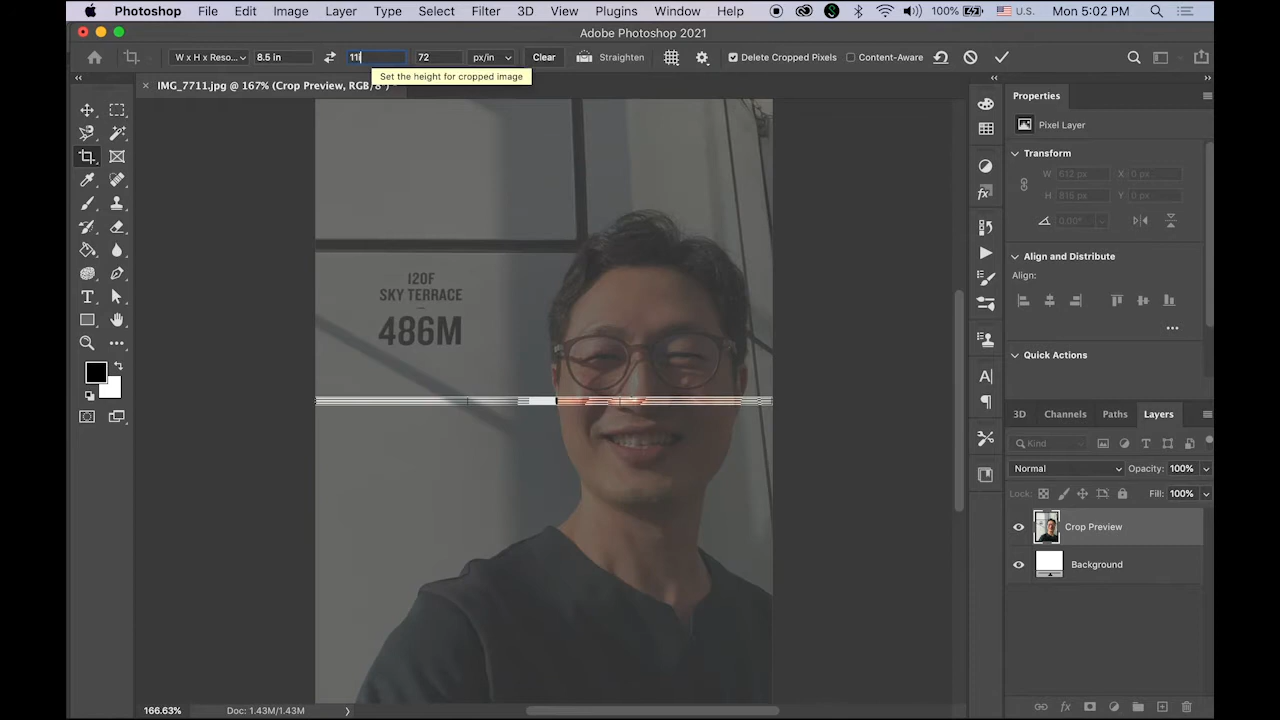 Photoshop File Edit Image Layer Type Select Filter 3D View Plugins Window Help 100% U.S. Mon 5:02 PM
Adobe Photoshop 2021
W x H x Reso... 8.5 in 11 72 px/in Clear Straighten Delete Cropped Pixels Content-Aware
Set the height for cropped image
IMG_7711.jpg @ 167% (Crop Preview, RGB/8*)
Properties
Pixel Layer
Transform
W 612 px X 0 px
H 815 px Y 0 px
0.00°
Align and Distribute
Align:
Quick Actions
120F
SKY TERRACE
486M
3D Channels Paths Layers
Kind
Normal Opacity: 100%
Lock: Fill: 100%
Crop Preview
Background
166.63% Doc: 1.43M/1.43M